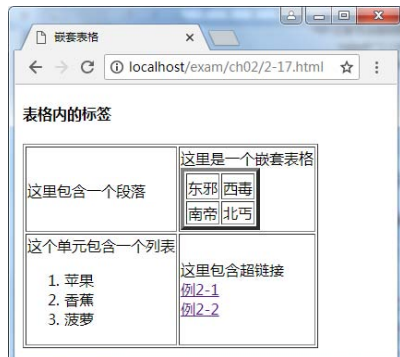 嵌套表格
localhost/exam/ch02/2-17.html
表格内的标签
这里包含一个段落
这里是一个嵌套表格
东邪 西毒
南帝 北丐
这个单元包含一个列表
1. 苹果
2. 香蕉
3. 菠萝
这里包含超链接
例2-1
例2-2